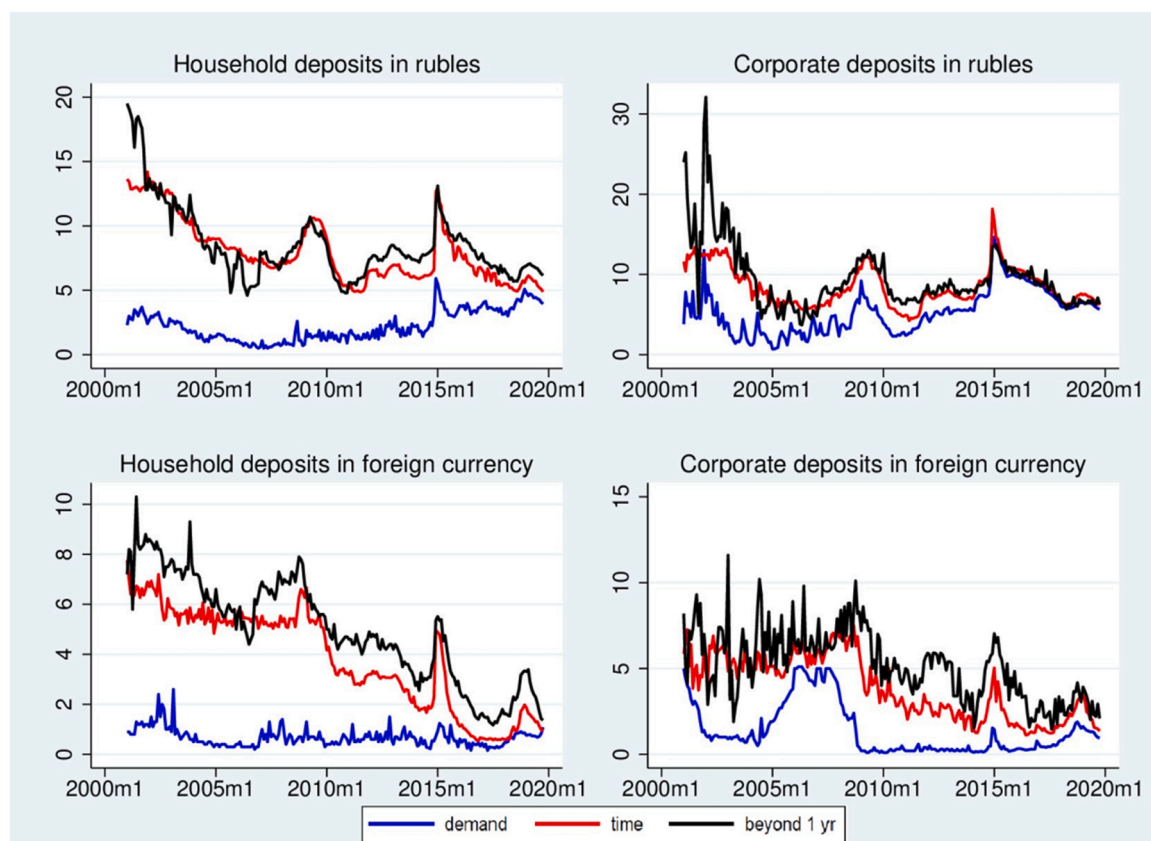 Household deposits in rubles
20
15
10
5
0
2000m1 2005m1 2010m1 2015m1 2020m1
Corporate deposits in rubles
30
20
10
0
2000m1 2005m1 2010m1 2015m1 2020m1
Household deposits in foreign currency
10
8
6
4
2
0
2000m1 2005m1 2010m1 2015m1 2020m1
Corporate deposits in foreign currency
15
10
5
0
2000m1 2005m1 2010m1 2015m1 2020m1
demand time beyond 1 yr